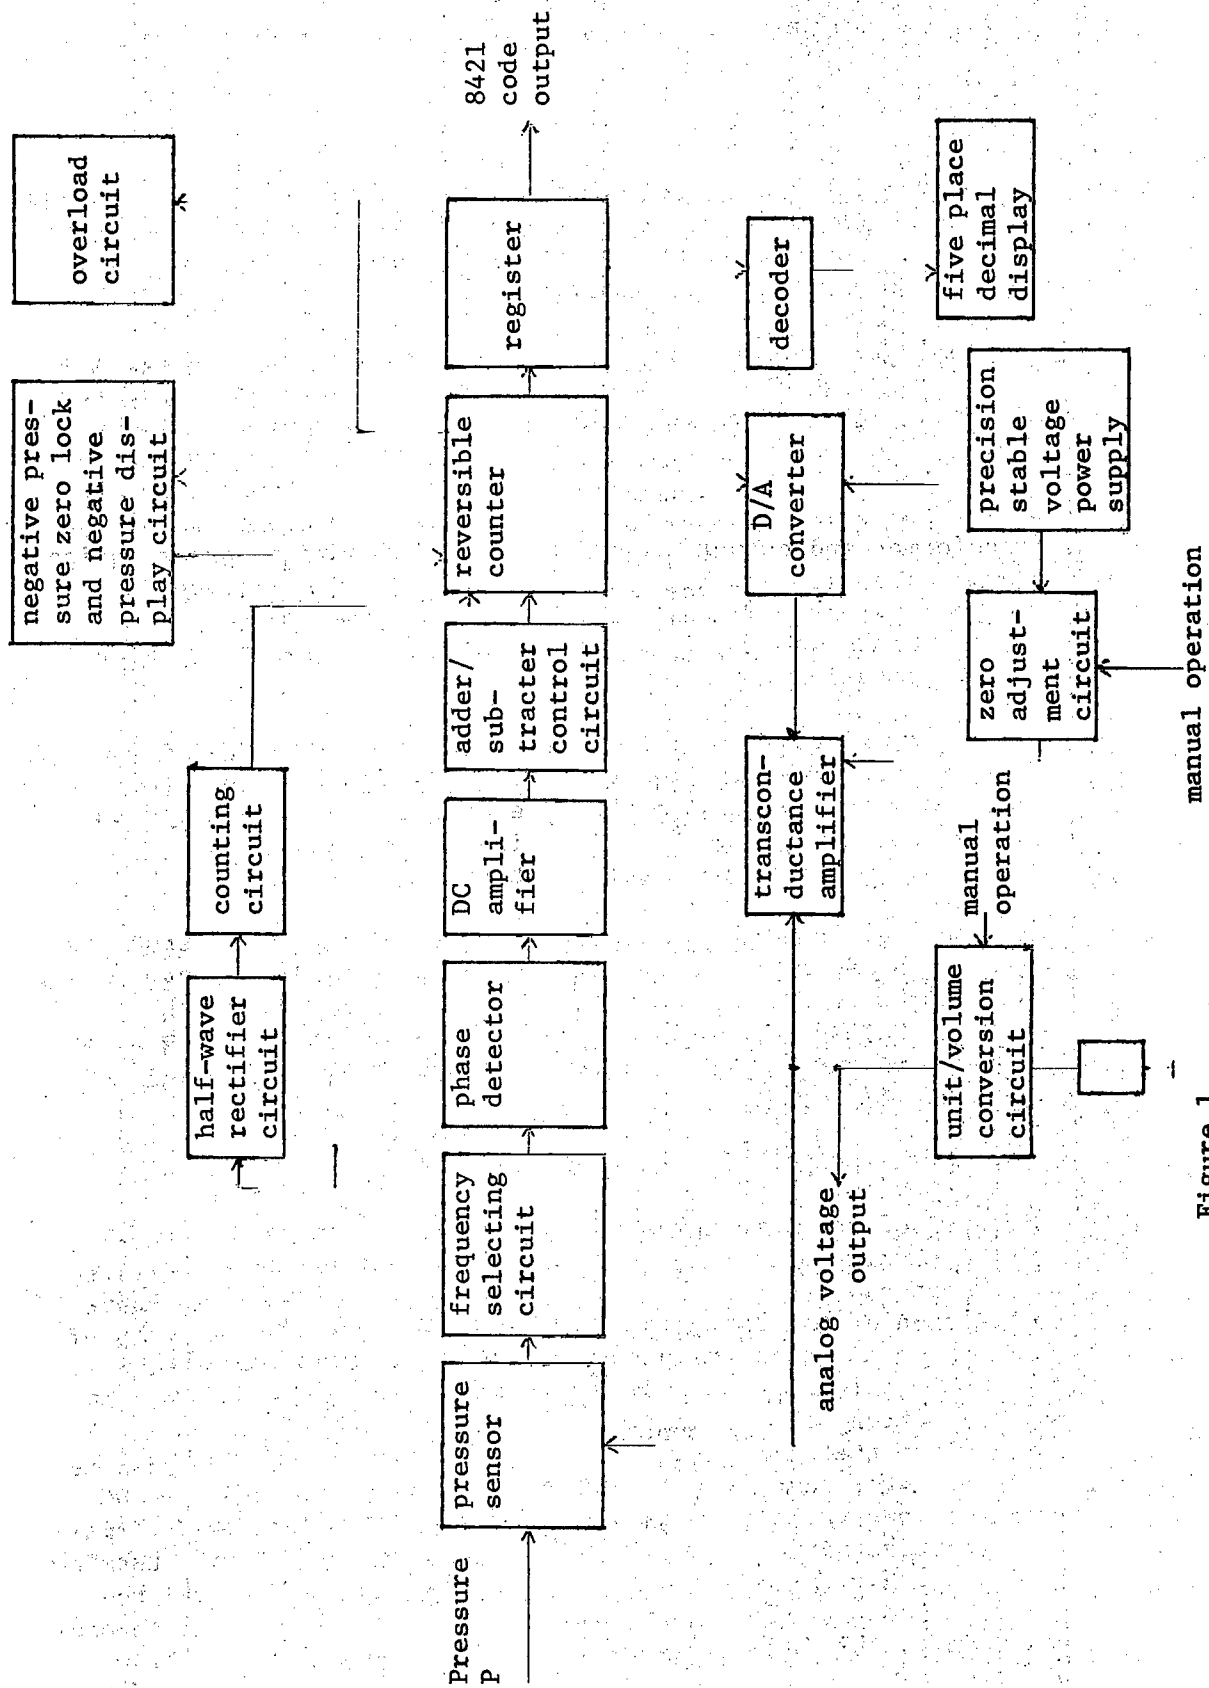 negative pres-
sure zero lock
and negative
pressure dis-
play circuit
overload
circuit
half-wave
rectifier
circuit
counting
circuit
Pressure
P
pressure
sensor
frequency
selecting
circuit
phase
detector
DC
ampli-
fier
adder/
sub-
tracter
control
circuit
reversible
counter
register
8421
code
output
transcon-
ductance
amplifier
D/A
converter
decoder
analog voltage
output
unit/volume
conversion
circuit
manual
operation
zero
adjust-
ment
circuit
precision
stable
voltage
power
supply
five place
decimal
display
manual operation
Figure 1